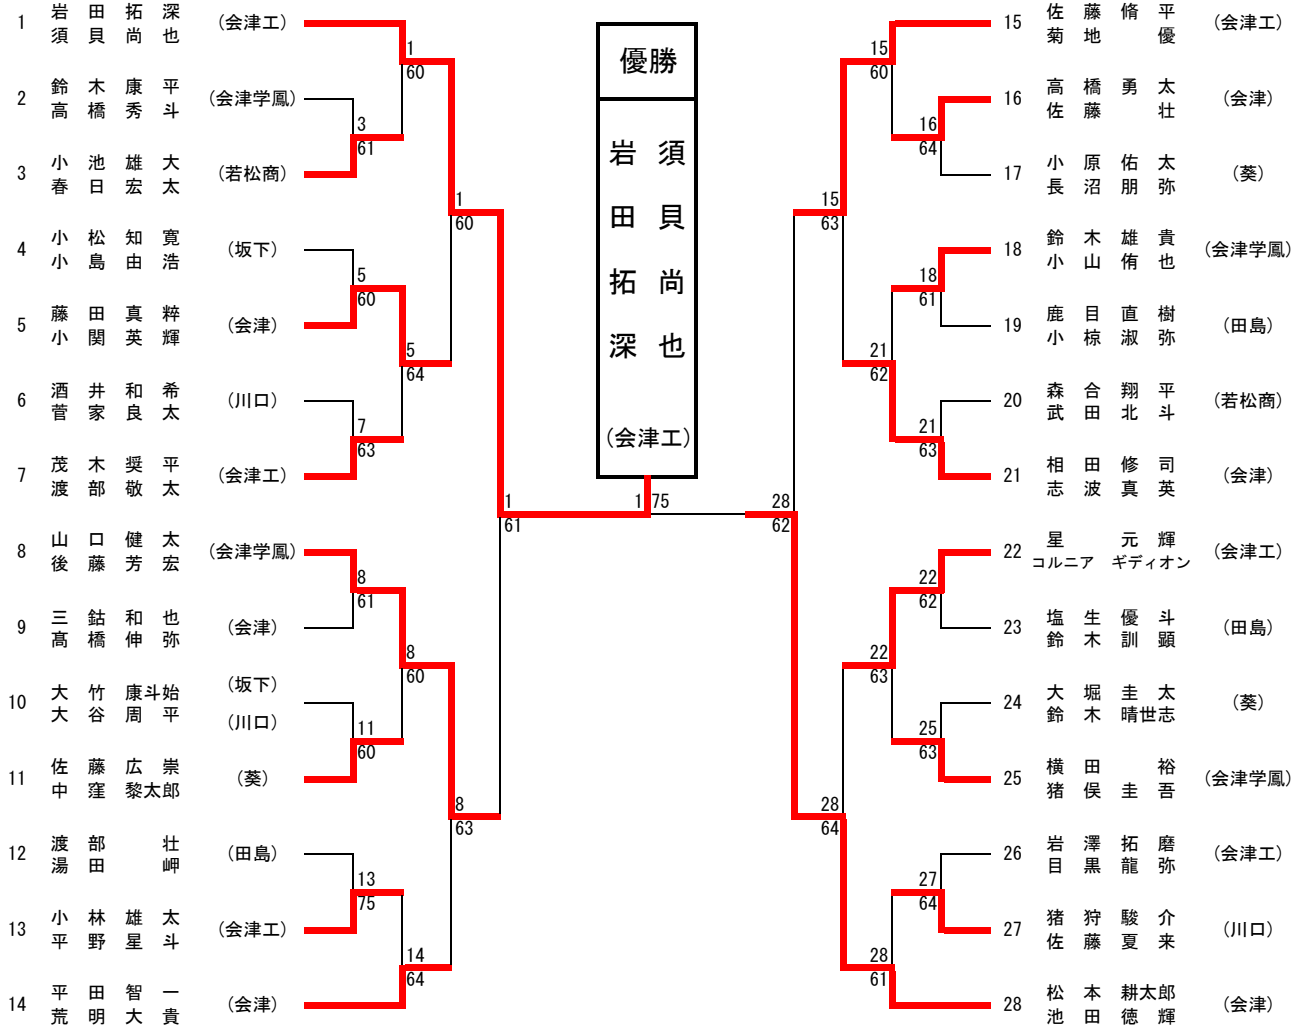 1 岩田拓深 (会津工)
須貝尚也
2 鈴木康平 (会津学鳳)
高橋秀斗
3 小池雄大 (若松商)
春日宏太
4 小松知寛 (坂下)
小島由浩
5 藤田真粹 (会津)
小関英輝
6 酒井和希 (川口)
菅家良太
7 茂木奨平 (会津工)
渡部敬太
8 山口健太 (会津学鳳)
後藤芳宏
9 三鈷和也 (会津)
髙橋伸弥
10 大竹康斗始 (坂下)
大谷周平 (川口)
11 佐藤広崇 (葵)
中窪黎太郎
12 渡部壮 (田島)
湯田岬
13 小林雄太 (会津工)
平野星斗
14 平田智一 (会津)
荒明大貴
1
60
3
61
5
60
7
63
8
61
11
60
13
75
14
64
1
60
5
64
8
60
8
63
1
61
優勝
岩田拓深
須貝尚也
(会津工)
1 75
28
62
15
60
16
64
15
63
18
61
21
62
21
63
22
62
22
63
25
63
28
64
27
64
28
61
15 佐藤脩平 (会津工)
菊地優
16 高橋勇太 (会津)
佐藤壮
17 小原佑太 (葵)
長沼朋弥
18 鈴木雄貴 (会津学鳳)
小山侑也
19 鹿目直樹 (田島)
小椋淑弥
20 森合翔平 (若松商)
武田北斗
21 相田修司 (会津)
志波真英
22 星元輝 (会津工)
コルニア ギディオン
23 塩生優斗 (田島)
鈴木訓顕
24 大堀圭太 (葵)
鈴木晴世志
25 横田裕 (会津学鳳)
猪俣圭吾
26 岩澤拓磨 (会津工)
目黒龍弥
27 猪狩駿介 (川口)
佐藤夏来
28 松本耕太郎 (会津)
池田徳輝